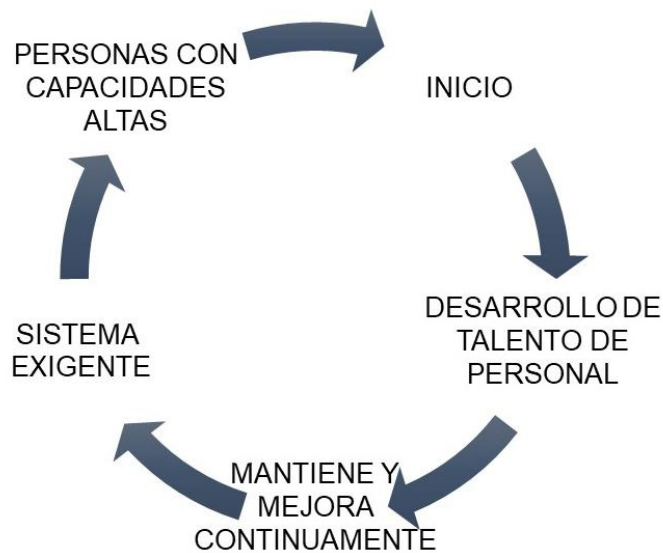 INICIO
DESARROLLO DE
TALENTO DE
PERSONAL
MANTIENE Y
MEJORA
CONTINUAMENTE
SISTEMA
EXIGENTE
PERSONAS CON
CAPACIDADES
ALTAS